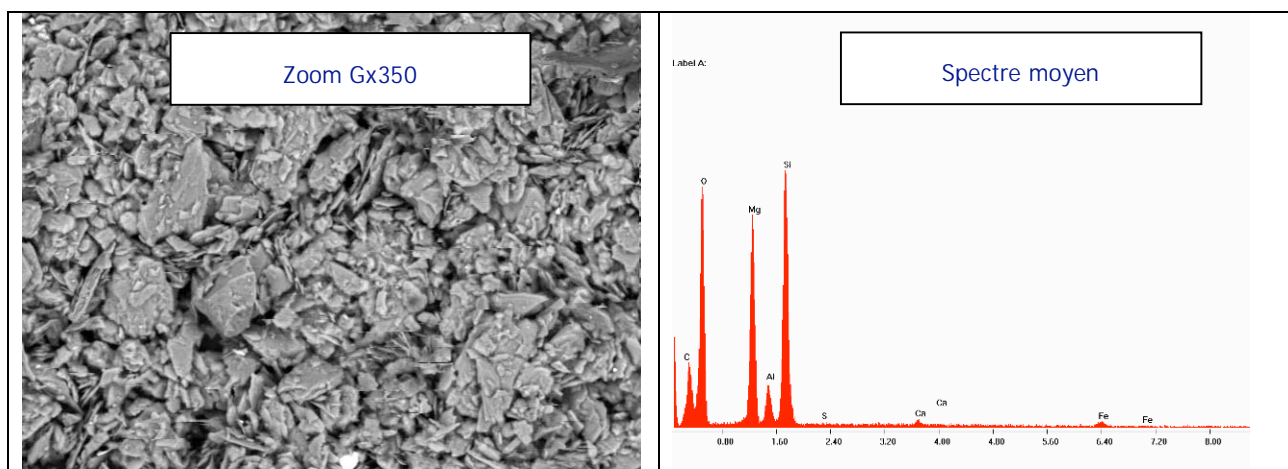 Zoom Gx350
Spectre moyen
Label A:
Si
O
Mg
C
Al
S
Ca
Ca
Fe
Fe
0.80
1.60
2.40
3.20
4.00
4.80
5.60
6.40
7.20
8.00